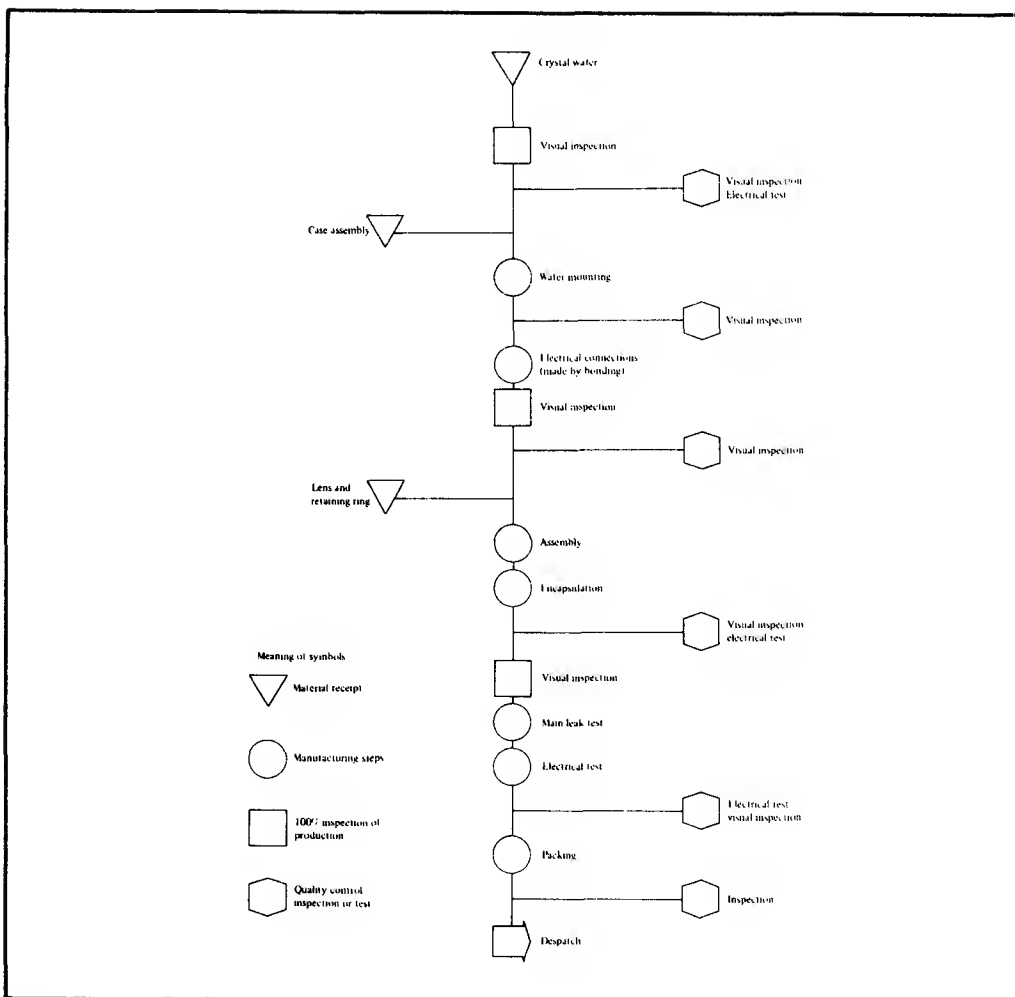 Crystal wafer
Visual inspection
Visual inspection
Electrical test
Case assembly
Wafer mounting
Visual inspection
Electrical connections
(made by bonding)
Visual inspection
Visual inspection
Lens and
retaining ring
Assembly
Encapsulation
Visual inspection
electrical test
Meaning of symbols
Visual inspection
Material receipt
Main leak test
Manufacturing steps
Electrical test
Electrical test
visual inspection
100% inspection of
production
Packing
Quality control
inspection or test
Inspection
Despatch